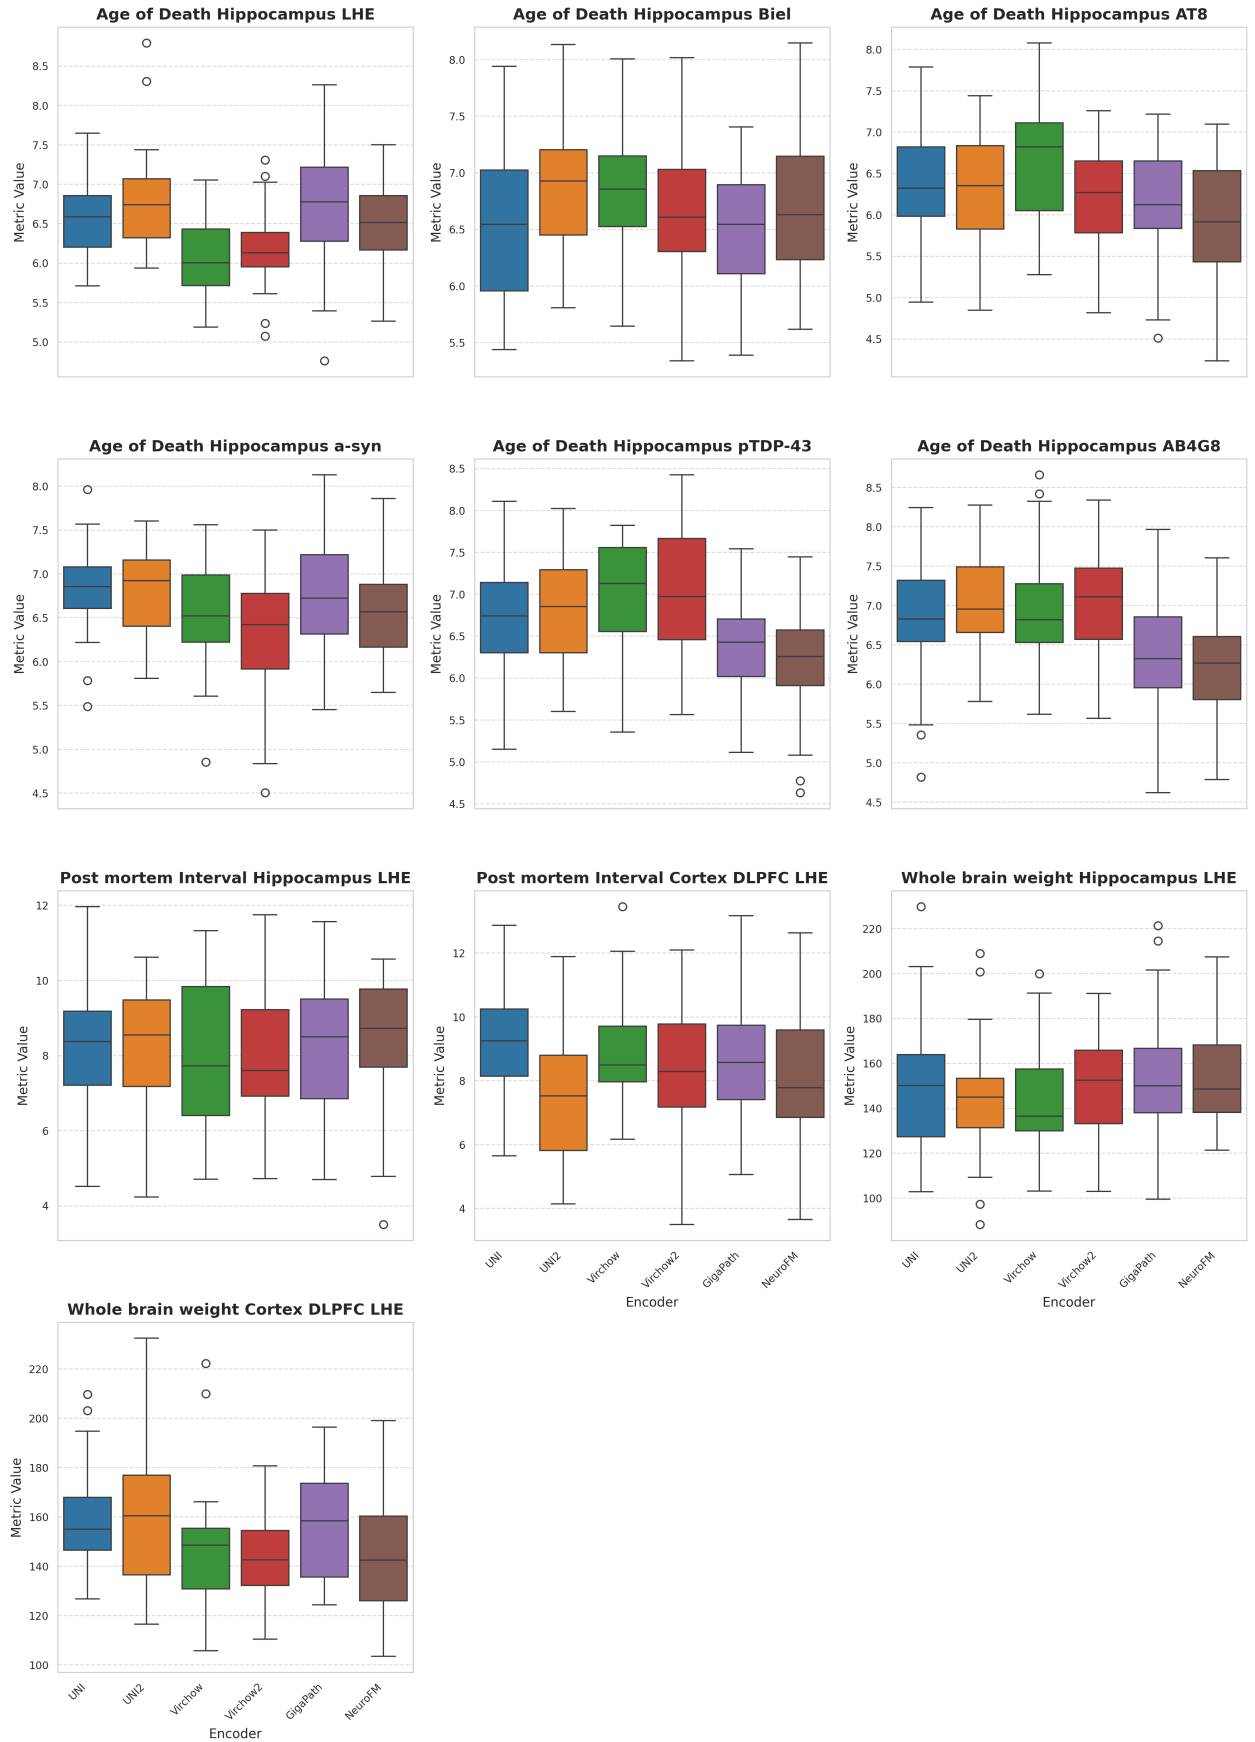 Age of Death Hippocampus LHE
Metric Value
8.5
8.0
7.5
7.0
6.5
6.0
5.5
5.0
Age of Death Hippocampus Biel
Metric Value
8.0
7.5
7.0
6.5
6.0
5.5
Age of Death Hippocampus AT8
Metric Value
8.0
7.5
7.0
6.5
6.0
5.5
5.0
4.5
Age of Death Hippocampus a-syn
Metric Value
8.0
7.5
7.0
6.5
6.0
5.5
5.0
4.5
Age of Death Hippocampus pTDP-43
Metric Value
8.5
8.0
7.5
7.0
6.5
6.0
5.5
5.0
4.5
Age of Death Hippocampus AB4G8
Metric Value
8.5
8.0
7.5
7.0
6.5
6.0
5.5
5.0
4.5
Post mortem Interval Hippocampus LHE
Metric Value
12
10
8
6
4
Post mortem Interval Cortex DLPFC LHE
Metric Value
12
10
8
6
4
UNI
UNI2
Virchow
Virchow2
GigaPath
NeuroFM
Encoder
Whole brain weight Hippocampus LHE
Metric Value
220
200
180
160
140
120
100
UNI
UNI2
Virchow
Virchow2
GigaPath
NeuroFM
Encoder
Whole brain weight Cortex DLPFC LHE
Metric Value
220
200
180
160
140
120
100
UNI
UNI2
Virchow
Virchow2
GigaPath
NeuroFM
Encoder